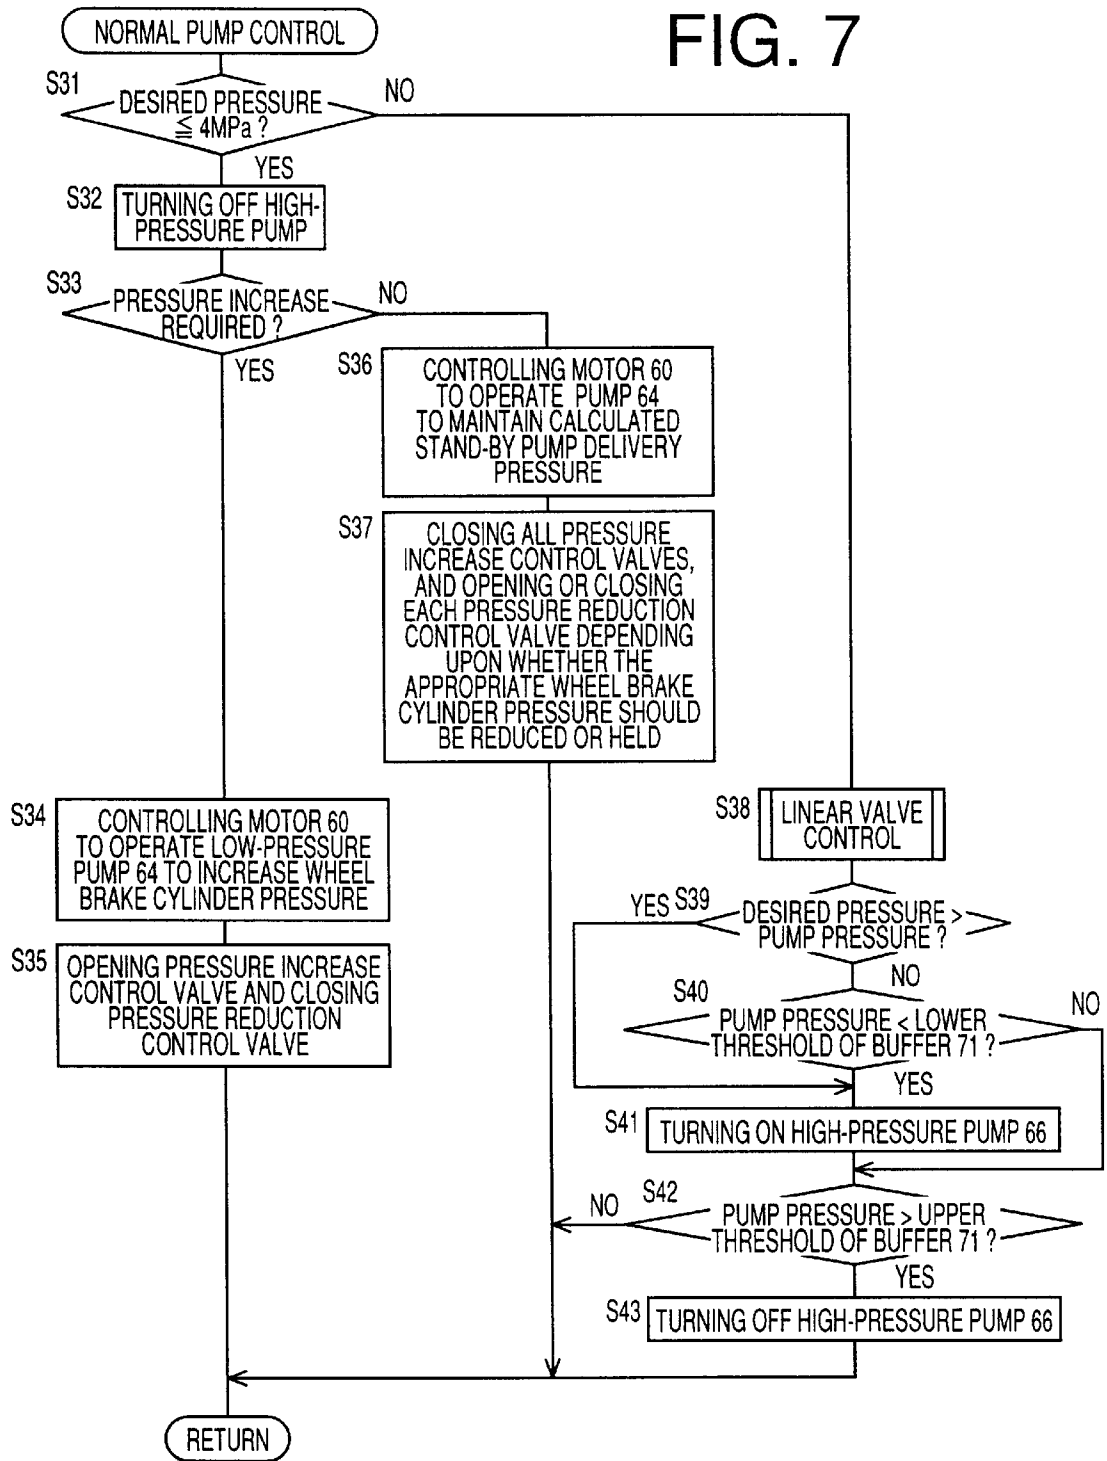 FIG. 7
NORMAL PUMP CONTROL
S31
DESIRED PRESSURE
≦ 4MPa ?
NO
YES
S32
TURNING OFF HIGH-
PRESSURE PUMP
S33
PRESSURE INCREASE
REQUIRED ?
NO
YES
S36
CONTROLLING MOTOR 60
TO OPERATE PUMP 64
TO MAINTAIN CALCULATED
STAND-BY PUMP DELIVERY
PRESSURE
S37
CLOSING ALL PRESSURE
INCREASE CONTROL VALVES,
AND OPENING OR CLOSING
EACH PRESSURE REDUCTION
CONTROL VALVE DEPENDING
UPON WHETHER THE
APPROPRIATE WHEEL BRAKE
CYLINDER PRESSURE SHOULD
BE REDUCED OR HELD
S34
CONTROLLING MOTOR 60
TO OPERATE LOW-PRESSURE
PUMP 64 TO INCREASE WHEEL
BRAKE CYLINDER PRESSURE
S35
OPENING PRESSURE INCREASE
CONTROL VALVE AND CLOSING
PRESSURE REDUCTION
CONTROL VALVE
S38
LINEAR VALVE
CONTROL
S39
YES
DESIRED PRESSURE >
PUMP PRESSURE ?
NO
S40
PUMP PRESSURE < LOWER
THRESHOLD OF BUFFER 71 ?
NO
YES
S41
TURNING ON HIGH-PRESSURE PUMP 66
S42
NO
PUMP PRESSURE > UPPER
THRESHOLD OF BUFFER 71 ?
YES
S43
TURNING OFF HIGH-PRESSURE PUMP 66
RETURN